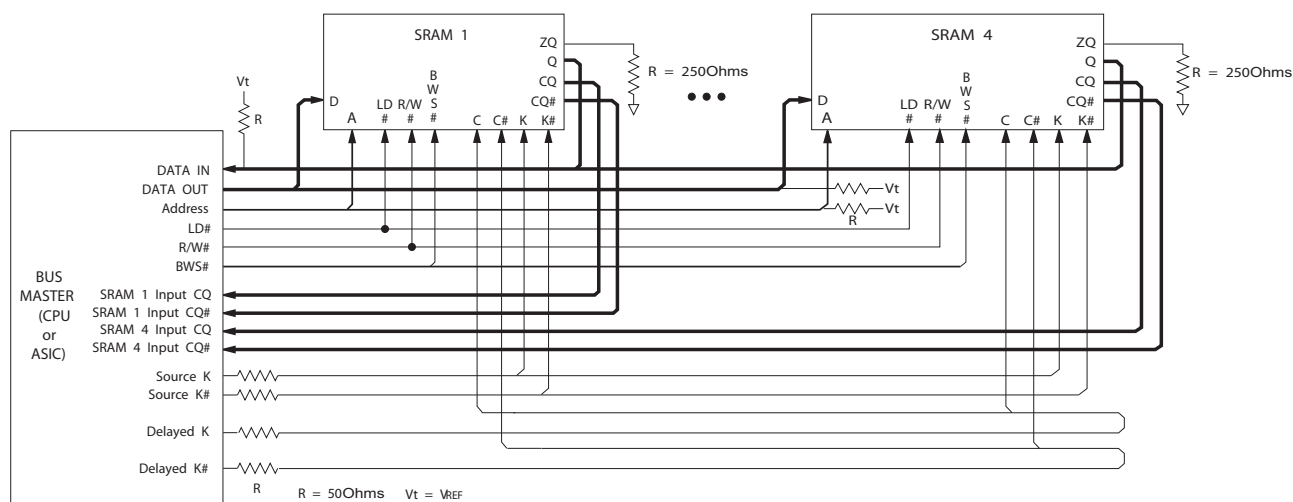 SRAM 1
ZQ
Q
CQ
CQ#
D
A
LD
#
R/W
#
B
W
S
#
C
C#
K
K#
R = 250Ohms
SRAM 4
ZQ
Q
CQ
CQ#
D
A
LD
#
R/W
#
B
W
S
#
C
C#
K
K#
R = 250Ohms
Vt
R
Vt
Vt
R
BUS
MASTER
(CPU
or
ASIC)
DATA IN
DATA OUT
Address
LD#
R/W#
BWS#
SRAM 1 Input CQ
SRAM 1 Input CQ#
SRAM 4 Input CQ
SRAM 4 Input CQ#
Source K
Source K#
Delayed K
Delayed K#
R
R = 50Ohms
Vt = VREF